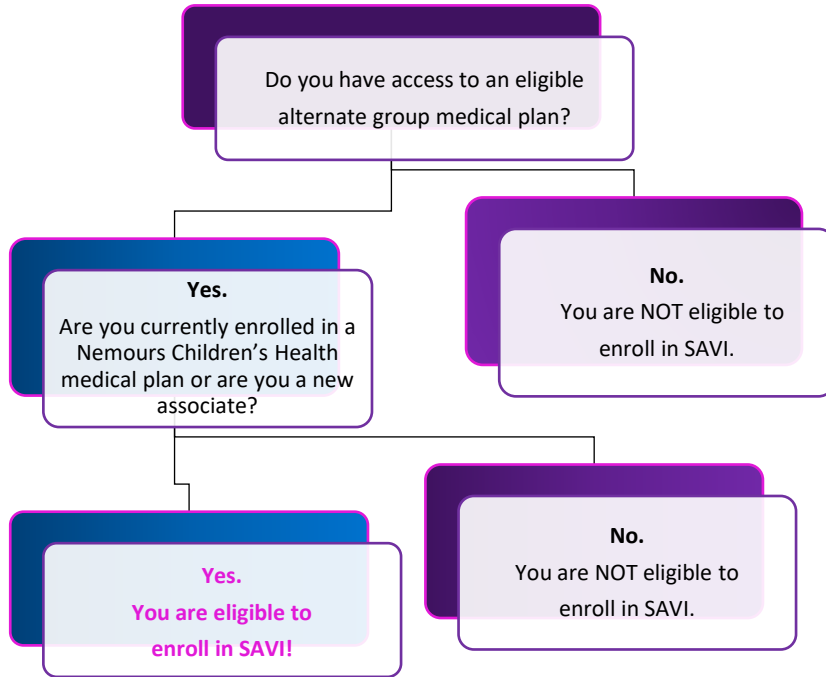 Do you have access to an eligible
alternate group medical plan?
Yes.
Are you currently enrolled in a
Nemours Children’s Health
medical plan or are you a new
associate?
No.
You are NOT eligible to
enroll in SAVI.
Yes.
You are eligible to
enroll in SAVI!
No.
You are NOT eligible to
enroll in SAVI.